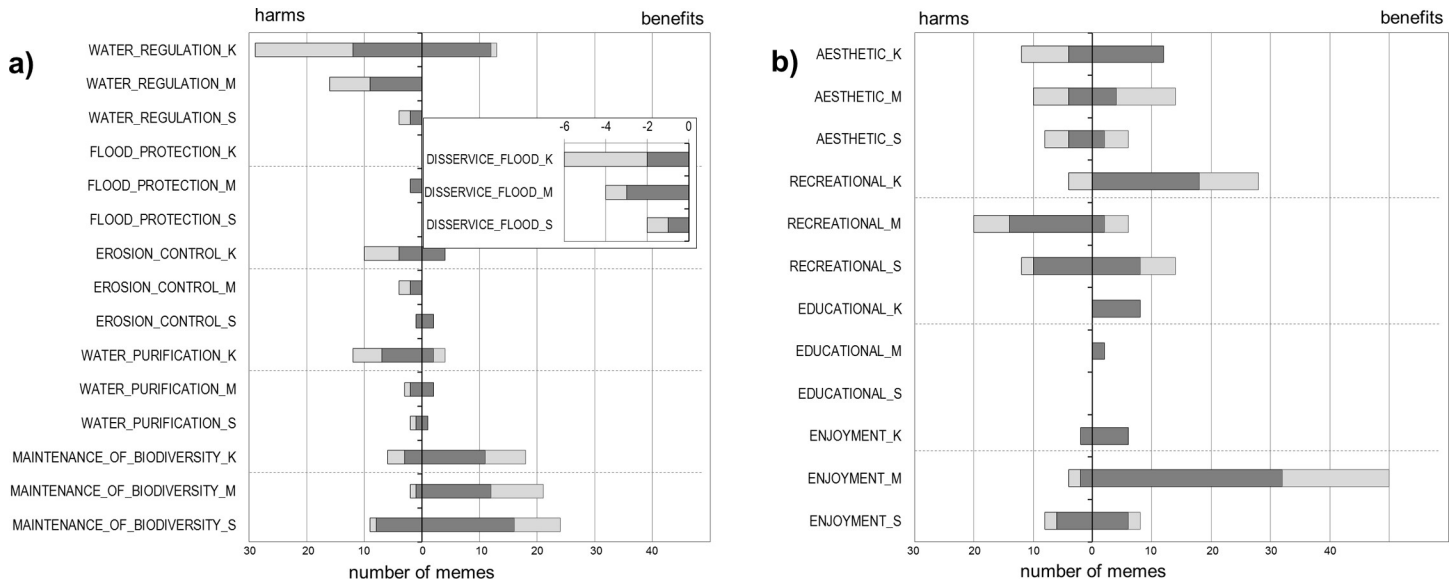 a)
harms benefits
WATER_REGULATION_K
WATER_REGULATION_M
WATER_REGULATION_S
FLOOD_PROTECTION_K
FLOOD_PROTECTION_M
FLOOD_PROTECTION_S
EROSION_CONTROL_K
EROSION_CONTROL_M
EROSION_CONTROL_S
WATER_PURIFICATION_K
WATER_PURIFICATION_M
WATER_PURIFICATION_S
MAINTENANCE_OF_BIODIVERSITY_K
MAINTENANCE_OF_BIODIVERSITY_M
MAINTENANCE_OF_BIODIVERSITY_S
-6 -4 -2 0
DISSERVICE_FLOOD_K
DISSERVICE_FLOOD_M
DISSERVICE_FLOOD_S
30 20 10 0 10 20 30 40
number of memes
b)
harms benefits
AESTHETIC_K
AESTHETIC_M
AESTHETIC_S
RECREATIONAL_K
RECREATIONAL_M
RECREATIONAL_S
EDUCATIONAL_K
EDUCATIONAL_M
EDUCATIONAL_S
ENJOYMENT_K
ENJOYMENT_M
ENJOYMENT_S
30 20 10 0 10 20 30 40
number of memes